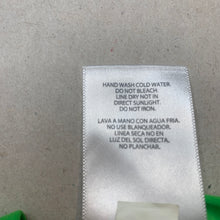 HAND WASH COLD WATER.
DO NOT BLEACH.
LINE DRY NOT IN
DIRECT SUNLIGHT.
DO NOT IRON.
LAVA A MANO CON AGUA FRIA.
NO USE BLANQUEADOR.
LINEA SECA NO EN
LUZ DEL SOL DIRECTA,
NO PLANCHAR.